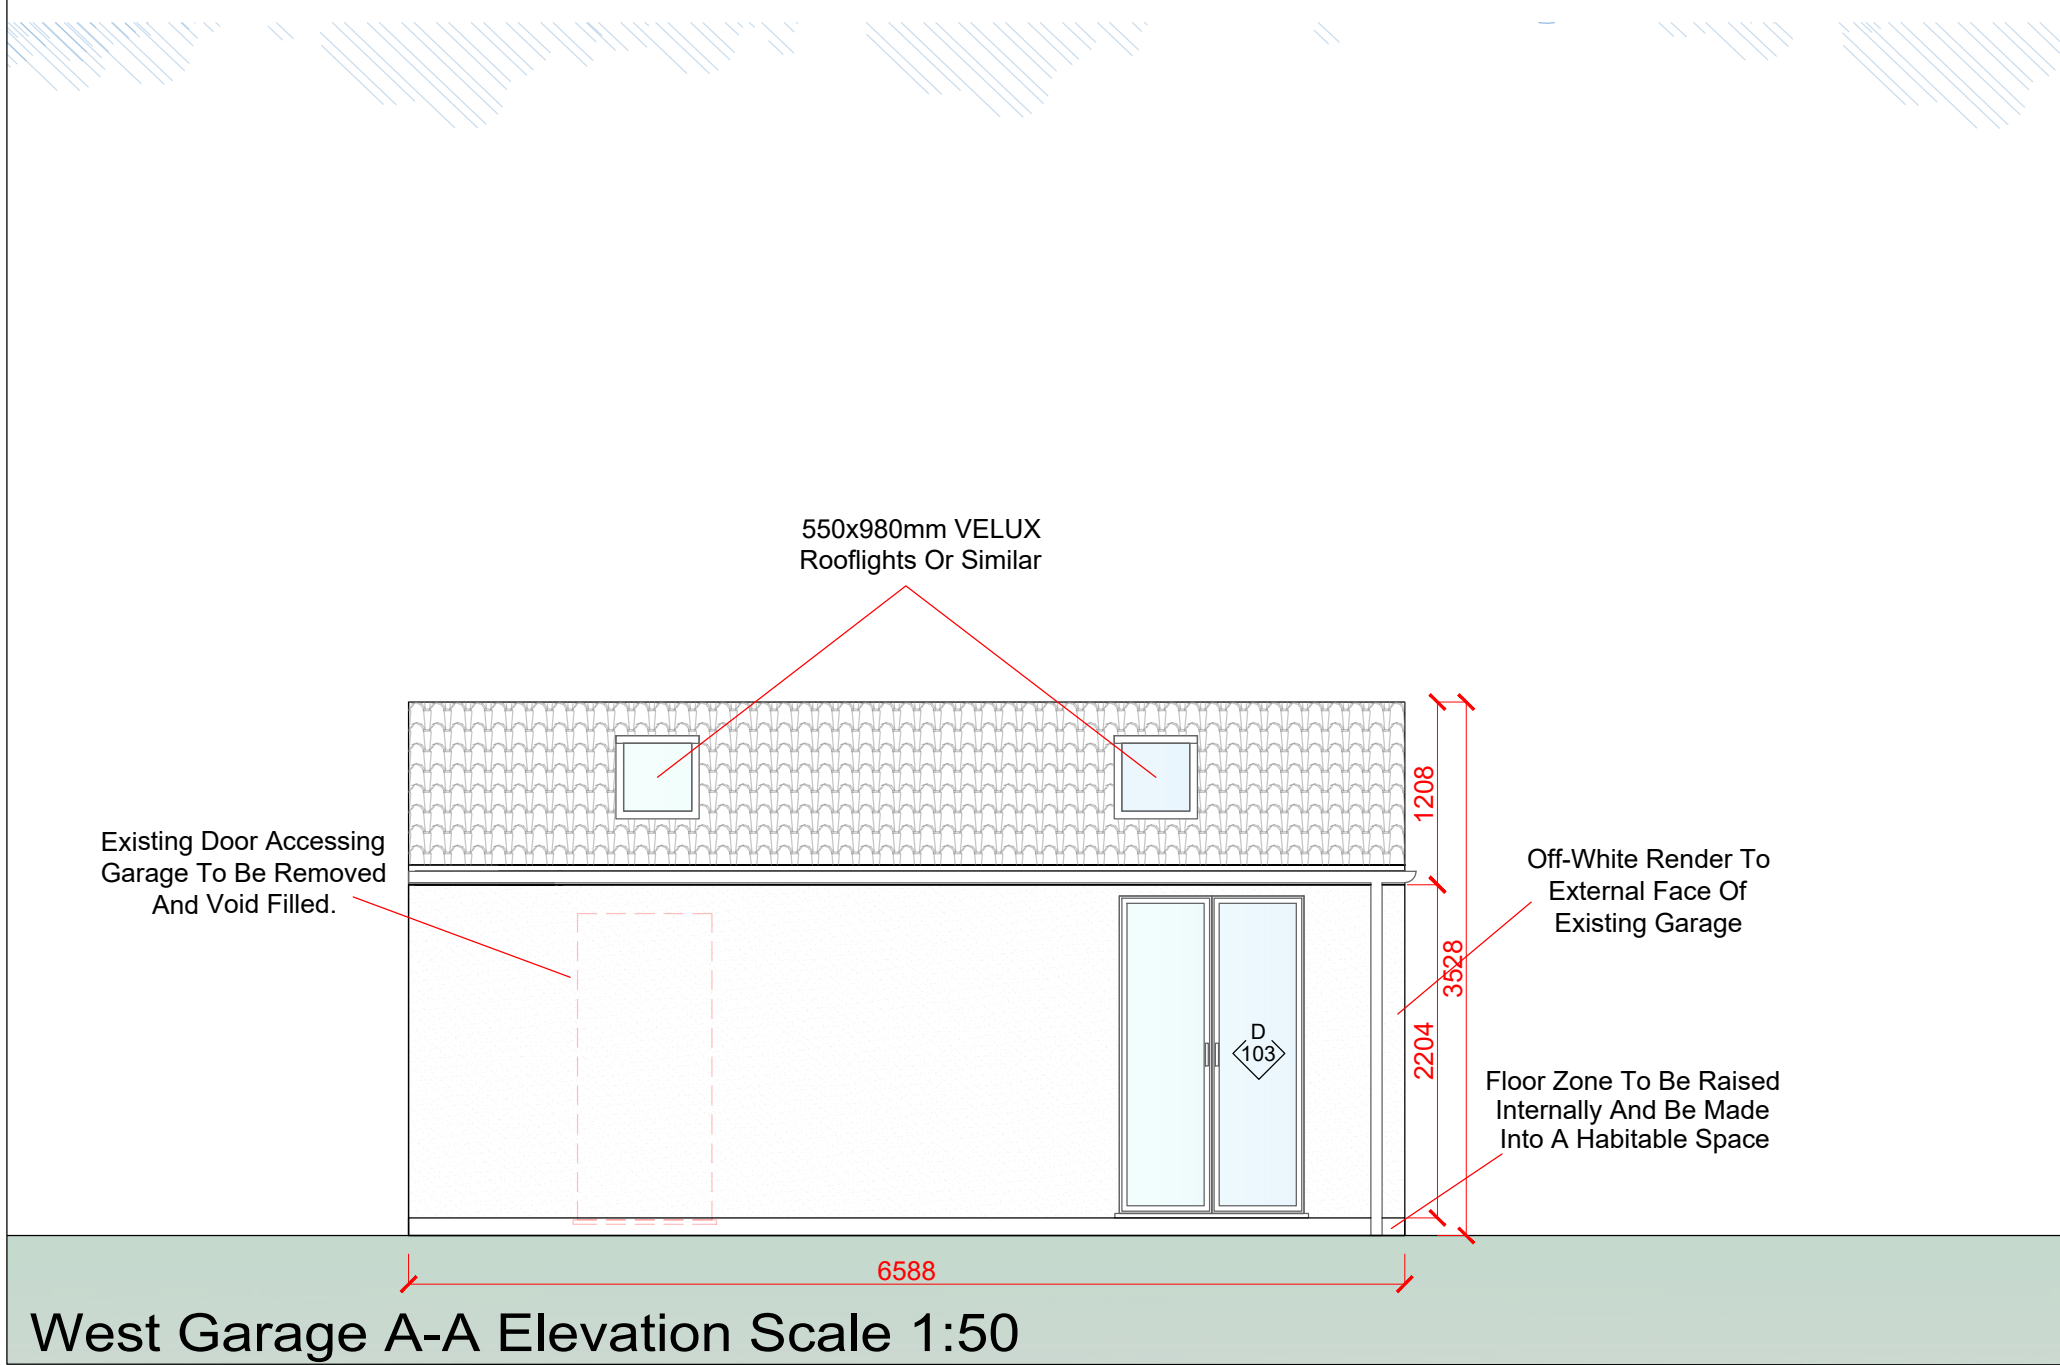 550x980mm VELUX
Rooflights Or Similar
Existing Door Accessing
Garage To Be Removed
And Void Filled.
1208
Off-White Render To
External Face Of
Existing Garage
3528
2204
D
103
Floor Zone To Be Raised
Internally And Be Made
Into A Habitable Space
6588
West Garage A-A Elevation Scale 1:50